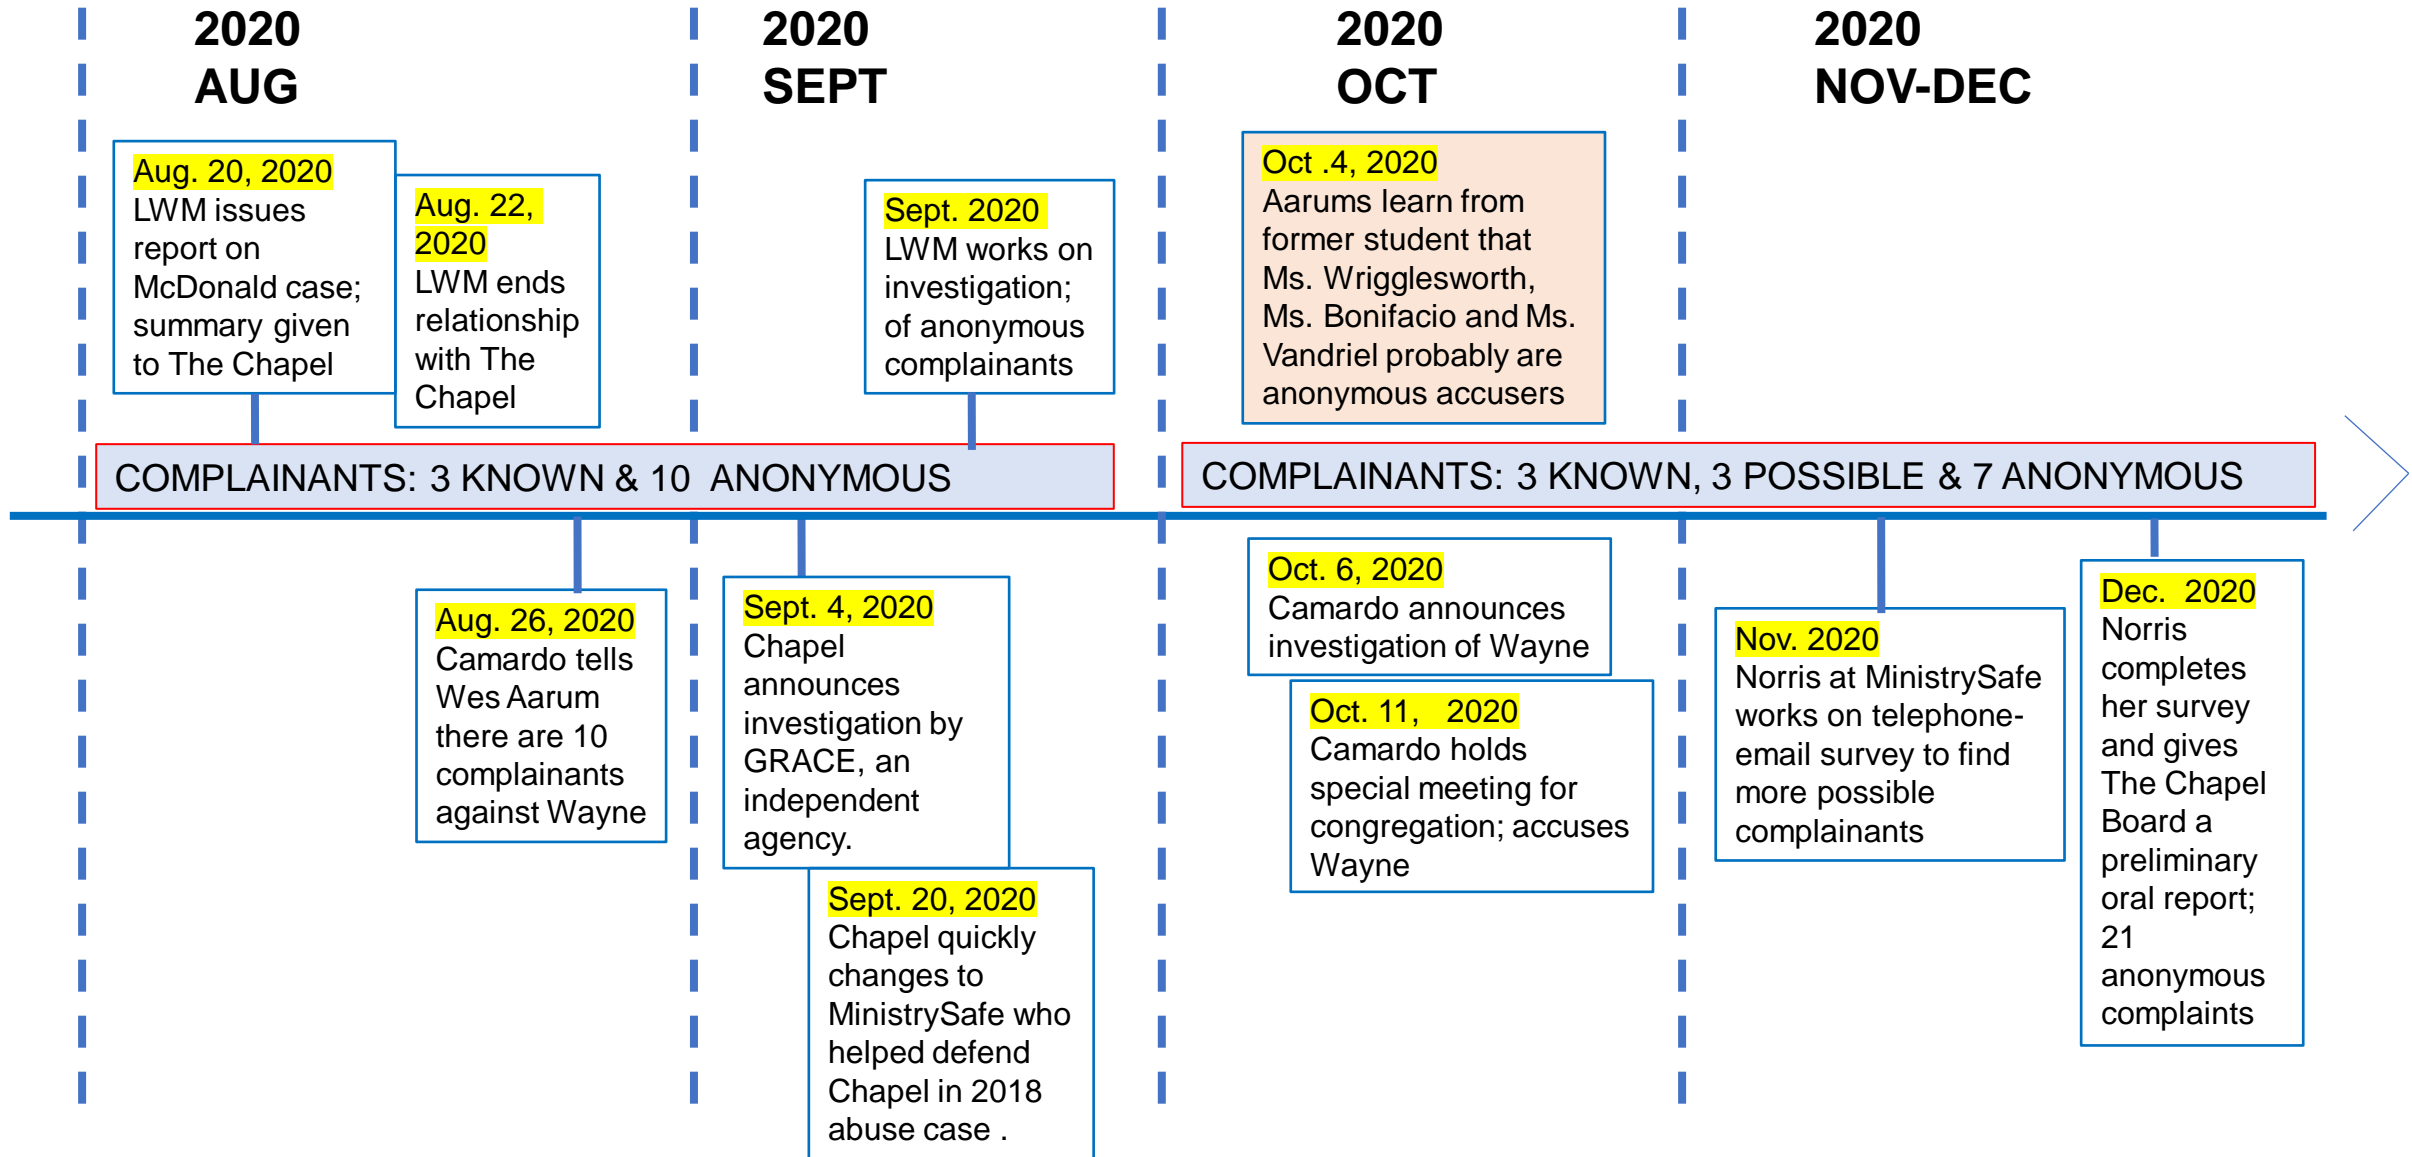 2020
AUG
2020
SEPT
2020
OCT
2020
NOV-DEC
Aug. 20, 2020
LWM issues
report on
McDonald case;
summary given
to The Chapel
Aug. 22,
2020
LWM ends
relationship
with The
Chapel
Sept. 2020
LWM works on
investigation;
of anonymous
complainants
Oct .4, 2020
Aarums learn from
former student that
Ms. Wrigglesworth,
Ms. Bonifacio and Ms.
Vandriel probably are
anonymous accusers
COMPLAINANTS: 3 KNOWN & 10 ANONYMOUS
COMPLAINANTS: 3 KNOWN, 3 POSSIBLE & 7 ANONYMOUS
Aug. 26, 2020
Camardo tells
Wes Aarum
there are 10
complainants
against Wayne
Sept. 4, 2020
Chapel
announces
investigation by
GRACE, an
independent
agency.
Sept. 20, 2020
Chapel quickly
changes to
MinistrySafe who
helped defend
Chapel in 2018
abuse case .
Oct. 6, 2020
Camardo announces
investigation of Wayne
Oct. 11, 2020
Camardo holds
special meeting for
congregation; accuses
Wayne
Nov. 2020
Norris at MinistrySafe
works on telephone-
email survey to find
more possible
complainants
Dec. 2020
Norris
completes
her survey
and gives
The Chapel
Board a
preliminary
oral report;
21
anonymous
complaints